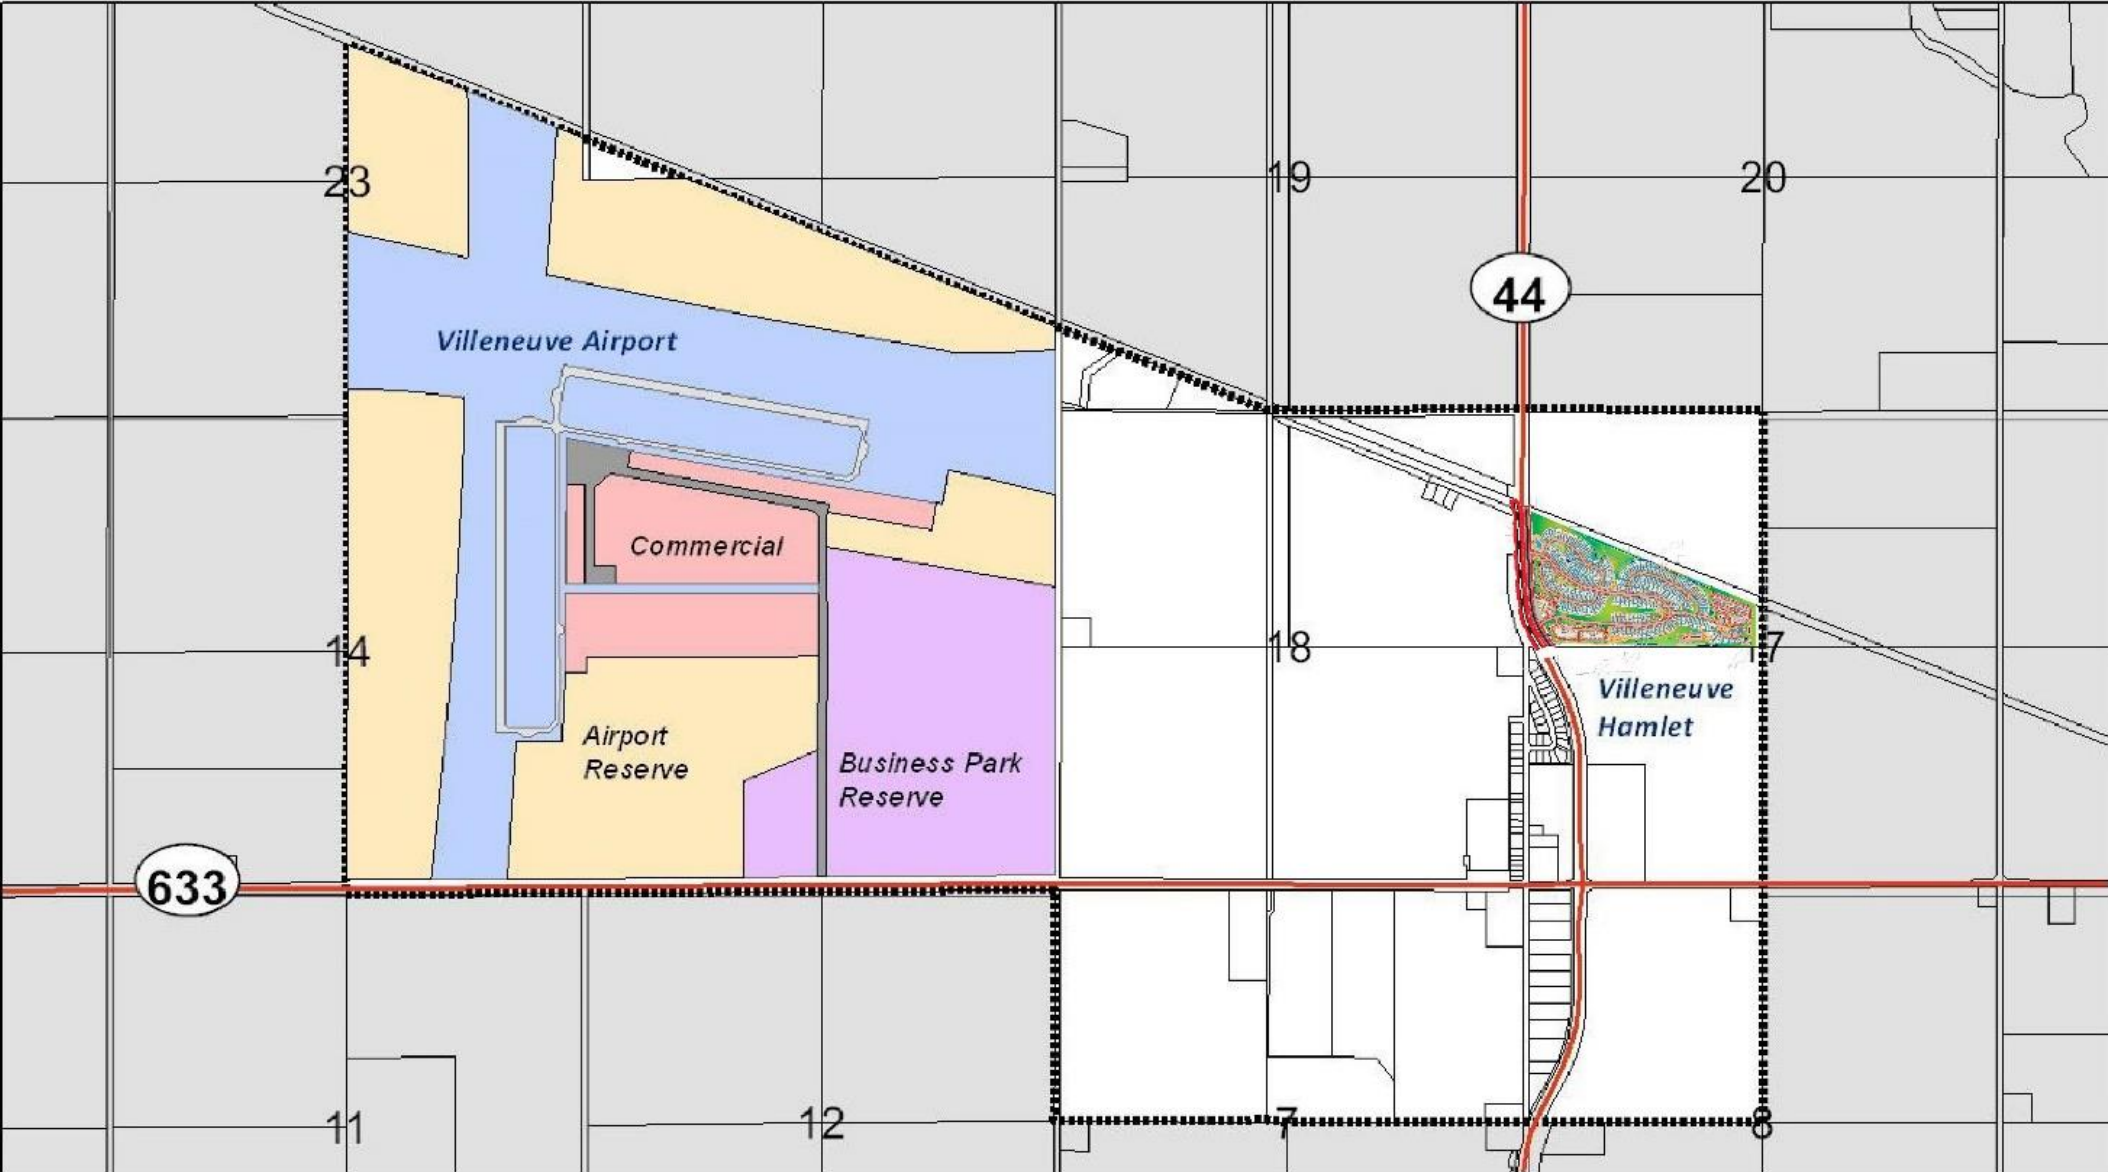 23
19
20
44
Villeneuve Airport
Commercial
14
18
17
Villeneuve
Hamlet
Airport
Reserve
Business Park
Reserve
633
11
12
7
8